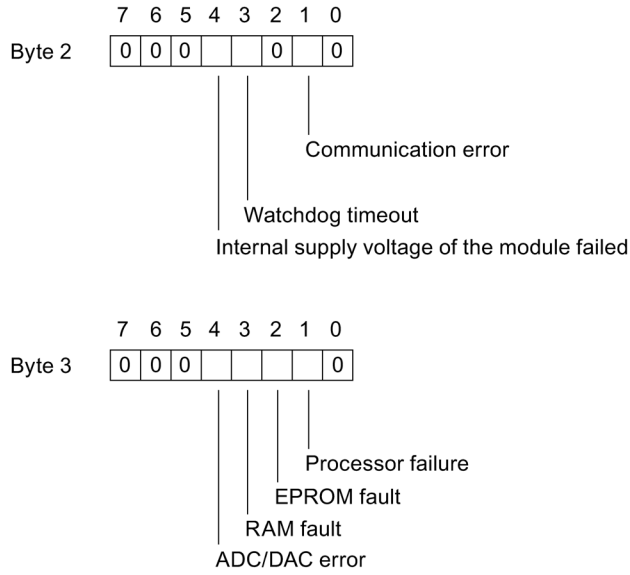 7 6 5 4 3 2 1 0
Byte 2 0 0 0 0 0
Communication error
Watchdog timeout
Internal supply voltage of the module failed
7 6 5 4 3 2 1 0
Byte 3 0 0 0 0
Processor failure
EPROM fault
RAM fault
ADC/DAC error